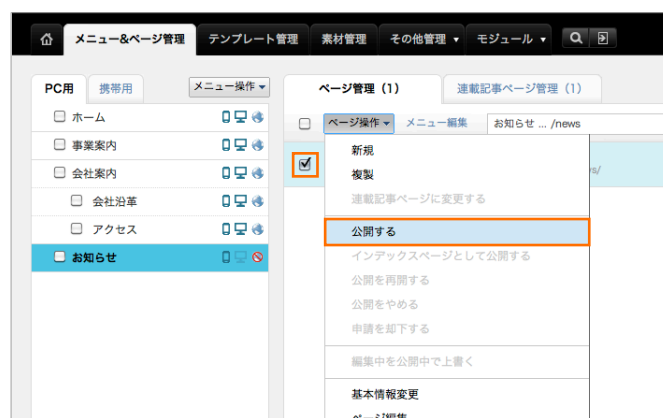 メニュー&ページ管理 テンプレート管理 素材管理 その他管理 ▼ モジュール ▼
PC用 携帯用 メニュー操作▼
ホーム
事業案内
会社案内
会社沿革
アクセス
お知らせ
ページ管理（1） 連載記事ページ管理（1）
ページ操作▼ メニュー編集 お知らせ ... /news
新規
複製
連載記事ページに変更する
公開する
インデックスページとして公開する
公開を再開する
公開をやめる
申請を却下する
編集中を公開中で上書く
基本情報変更